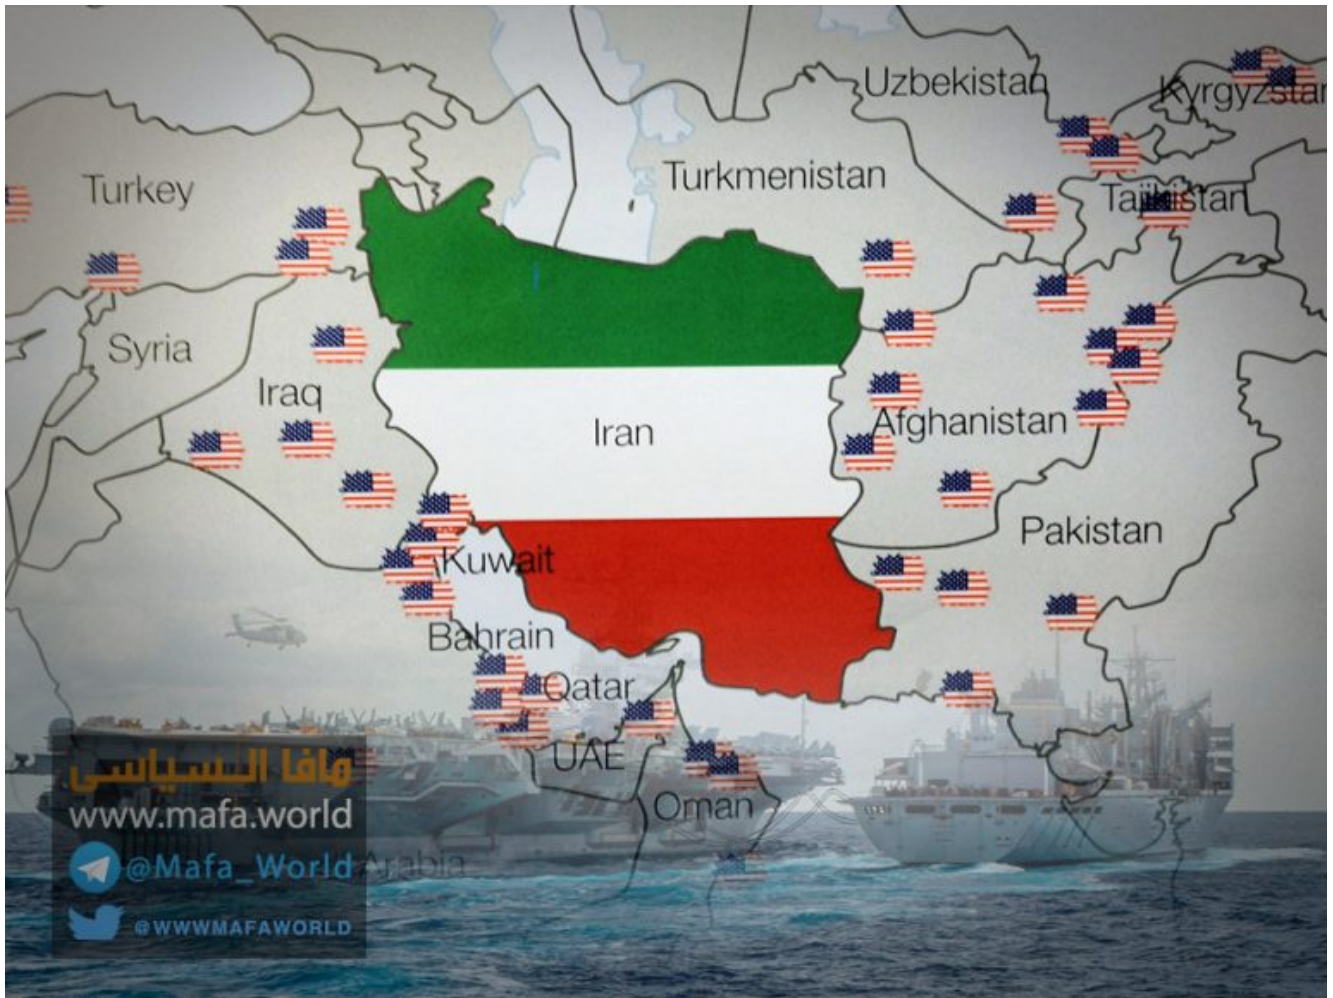 Uzbekistan
Kyrgyzstan
Turkmenistan
Turkey
Tajikistan
Syria
Iraq
Iran
Afghanistan
Pakistan
Kuwait
Bahrain
Qatar
UAE
Oman
Arabia
مافا السياسي
www.mafa.world
@Mafa_World
@WWWMAFAWORLD